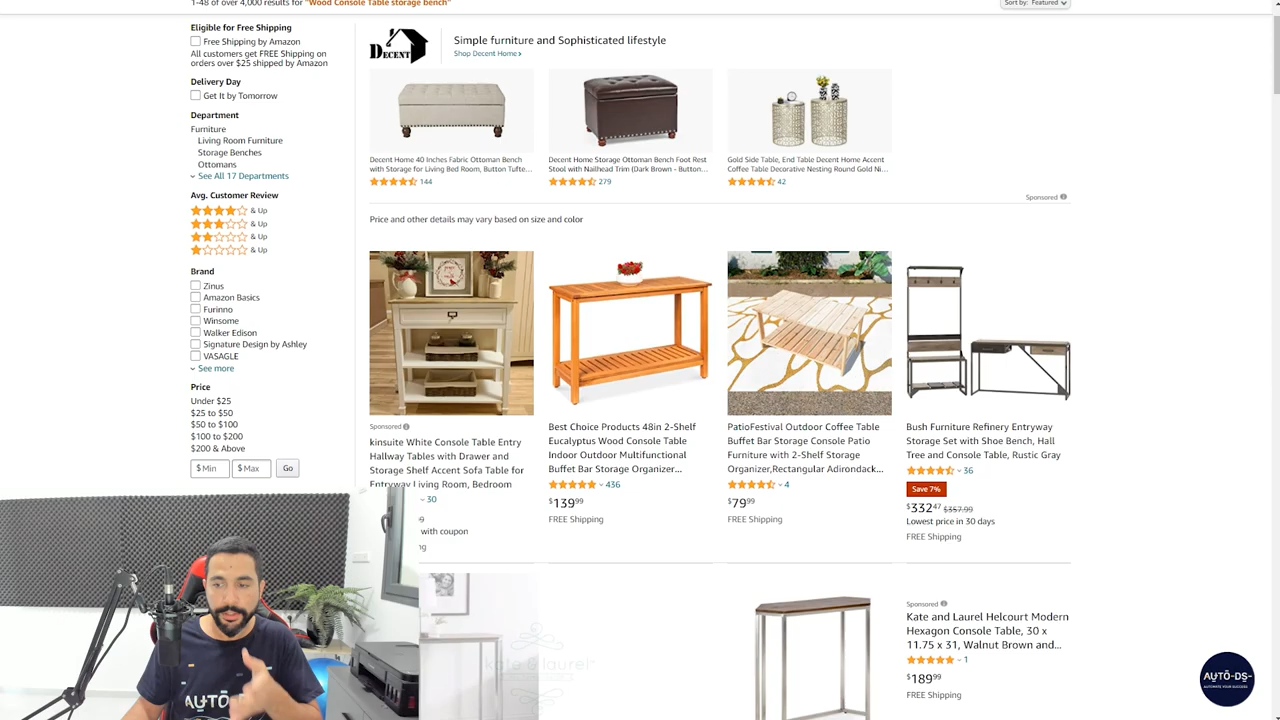 1-48 of over 4,000 results for "Wood Console Table storage bench"
Sort by: Featured
Eligible for Free Shipping
Free Shipping by Amazon
All customers get FREE Shipping on
orders over $25 shipped by Amazon
Delivery Day
Get It by Tomorrow
Department
Furniture
Living Room Furniture
Storage Benches
Ottomans
See All 17 Departments
Avg. Customer Review
& Up
& Up
& Up
& Up
Brand
Zinus
Amazon Basics
Furinno
Winsome
Walker Edison
Signature Design by Ashley
VASAGLE
See more
Price
Under $25
$25 to $50
$50 to $100
$100 to $200
$200 & Above
$ Min
$ Max
Go
DECENT
Simple furniture and Sophisticated lifestyle
Shop Decent Home ›
Decent Home 40 Inches Fabric Ottoman Bench
with Storage for Living Bed Room, Button Tufte...
144
Decent Home Storage Ottoman Bench Foot Rest
Stool with Nailhead Trim (Dark Brown - Button...
279
Gold Side Table, End Table Decent Home Accent
Coffee Table Decorative Nesting Round Gold Ni...
42
Sponsored
Price and other details may vary based on size and color
Sponsored
kinsuite White Console Table Entry
Hallway Tables with Drawer and
Storage Shelf Accent Sofa Table for
Entryway Living Room, Bedroom
30
with coupon
Best Choice Products 48in 2-Shelf
Eucalyptus Wood Console Table
Indoor Outdoor Multifunctional
Buffet Bar Storage Organizer...
436
$139.99
FREE Shipping
PatioFestival Outdoor Coffee Table
Buffet Bar Storage Console Patio
Furniture with 2-Shelf Storage
Organizer,Rectangular Adirondack...
4
$79.99
FREE Shipping
Bush Furniture Refinery Entryway
Storage Set with Shoe Bench, Hall
Tree and Console Table, Rustic Gray
36
Save 7%
$332.47 $357.99
Lowest price in 30 days
FREE Shipping
kate & laurel
Sponsored
Kate and Laurel Helcourt Modern
Hexagon Console Table, 30 x
11.75 x 31, Walnut Brown and...
1
$189.99
FREE Shipping
AUTO-DS-
AUTOMATE YOUR SUCCESS
AUTO-DS-